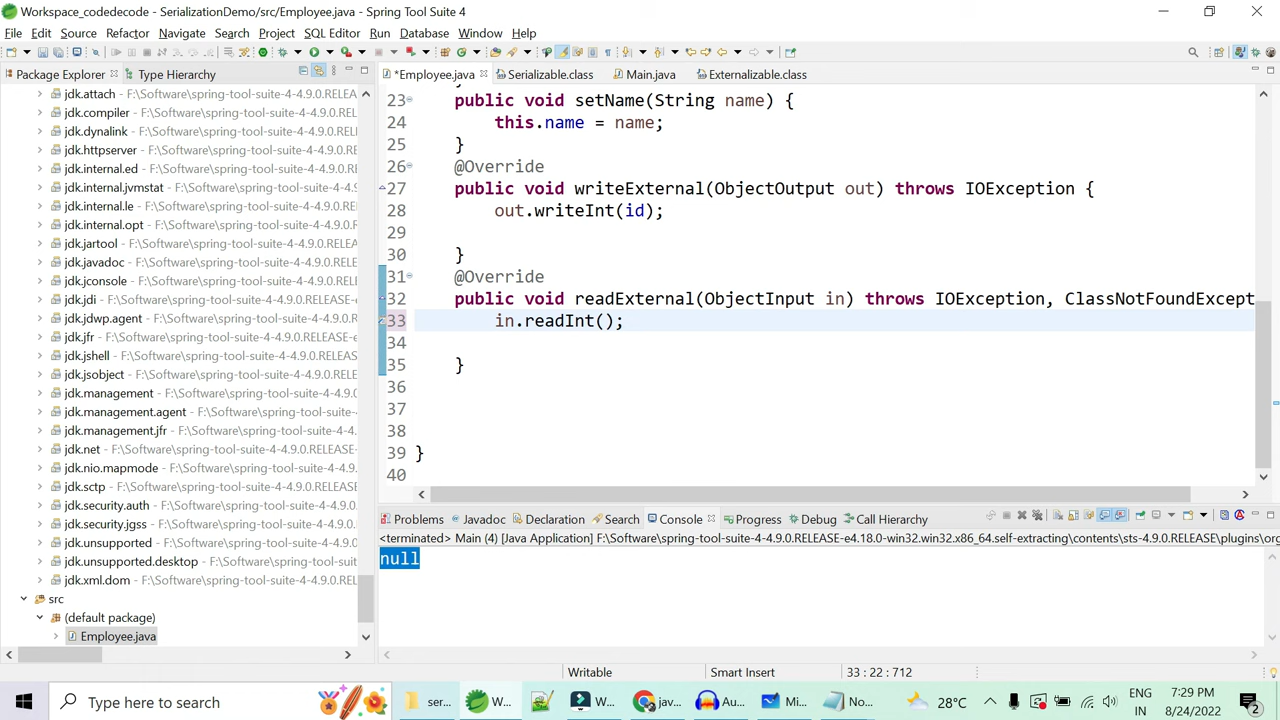 Workspace_codedecode - SerializationDemo/src/Employee.java - Spring Tool Suite 4
File Edit Source Refactor Navigate Search Project SQL Editor Run Database Window Help
Package Explorer Type Hierarchy
*Employee.java Serializable.class Main.java Externalizable.class
jdk.attach - F:\Software\spring-tool-suite-4-4.9.0.RELEASE
jdk.compiler - F:\Software\spring-tool-suite-4-4.9.0.RELEA
jdk.dynalink - F:\Software\spring-tool-suite-4-4.9.0.RELEA
jdk.httpserver - F:\Software\spring-tool-suite-4-4.9.0.REL
jdk.internal.ed - F:\Software\spring-tool-suite-4-4.9.0.REL
jdk.internal.jvmstat - F:\Software\spring-tool-suite-4-4.9.
jdk.internal.le - F:\Software\spring-tool-suite-4-4.9.0.REL
jdk.internal.opt - F:\Software\spring-tool-suite-4-4.9.0.RE
jdk.jartool - F:\Software\spring-tool-suite-4-4.9.0.RELEAS
jdk.javadoc - F:\Software\spring-tool-suite-4-4.9.0.RELEA
jdk.jconsole - F:\Software\spring-tool-suite-4-4.9.0.RELEA
jdk.jdi - F:\Software\spring-tool-suite-4-4.9.0.RELEASE-e
jdk.jdwp.agent - F:\Software\spring-tool-suite-4-4.9.0.RE
jdk.jfr - F:\Software\spring-tool-suite-4-4.9.0.RELEASE-e4
jdk.jshell - F:\Software\spring-tool-suite-4-4.9.0.RELEASE-
jdk.jsobject - F:\Software\spring-tool-suite-4-4.9.0.RELEA
jdk.management - F:\Software\spring-tool-suite-4-4.9.0.
jdk.management.agent - F:\Software\spring-tool-suite-4
jdk.management.jfr - F:\Software\spring-tool-suite-4-4.9
jdk.net - F:\Software\spring-tool-suite-4-4.9.0.RELEASE-
jdk.nio.mapmode - F:\Software\spring-tool-suite-4-4.9.
jdk.sctp - F:\Software\spring-tool-suite-4-4.9.0.RELEASE-
jdk.security.auth - F:\Software\spring-tool-suite-4-4.9.0.R
jdk.security.jgss - F:\Software\spring-tool-suite-4-4.9.0.R
jdk.unsupported - F:\Software\spring-tool-suite-4-4.9.0.
jdk.unsupported.desktop - F:\Software\spring-tool-suite
jdk.xml.dom - F:\Software\spring-tool-suite-4-4.9.0.RELE
src
(default package)
Employee.java
23 public void setName(String name) {
24 this.name = name;
25 }
26 @Override
27 public void writeExternal(ObjectOutput out) throws IOException {
28 out.writeInt(id);
29
30 }
31 @Override
32 public void readExternal(ObjectInput in) throws IOException, ClassNotFoundExcept
33 in.readInt();
34
35 }
36
37
38
39 }
40
Problems Javadoc Declaration Search Console Progress Debug Call Hierarchy
<terminated> Main (4) [Java Application] F:\Software\spring-tool-suite-4-4.9.0.RELEASE-e4.18.0-win32.win32.x86_64.self-extracting\contents\sts-4.9.0.RELEASE\plugins\org
null
Writable Smart Insert 33 : 22 : 712
Type here to search ser... W... W... jav... Au... Mi... No... 28°C ENG IN 7:29 PM 8/24/2022 2